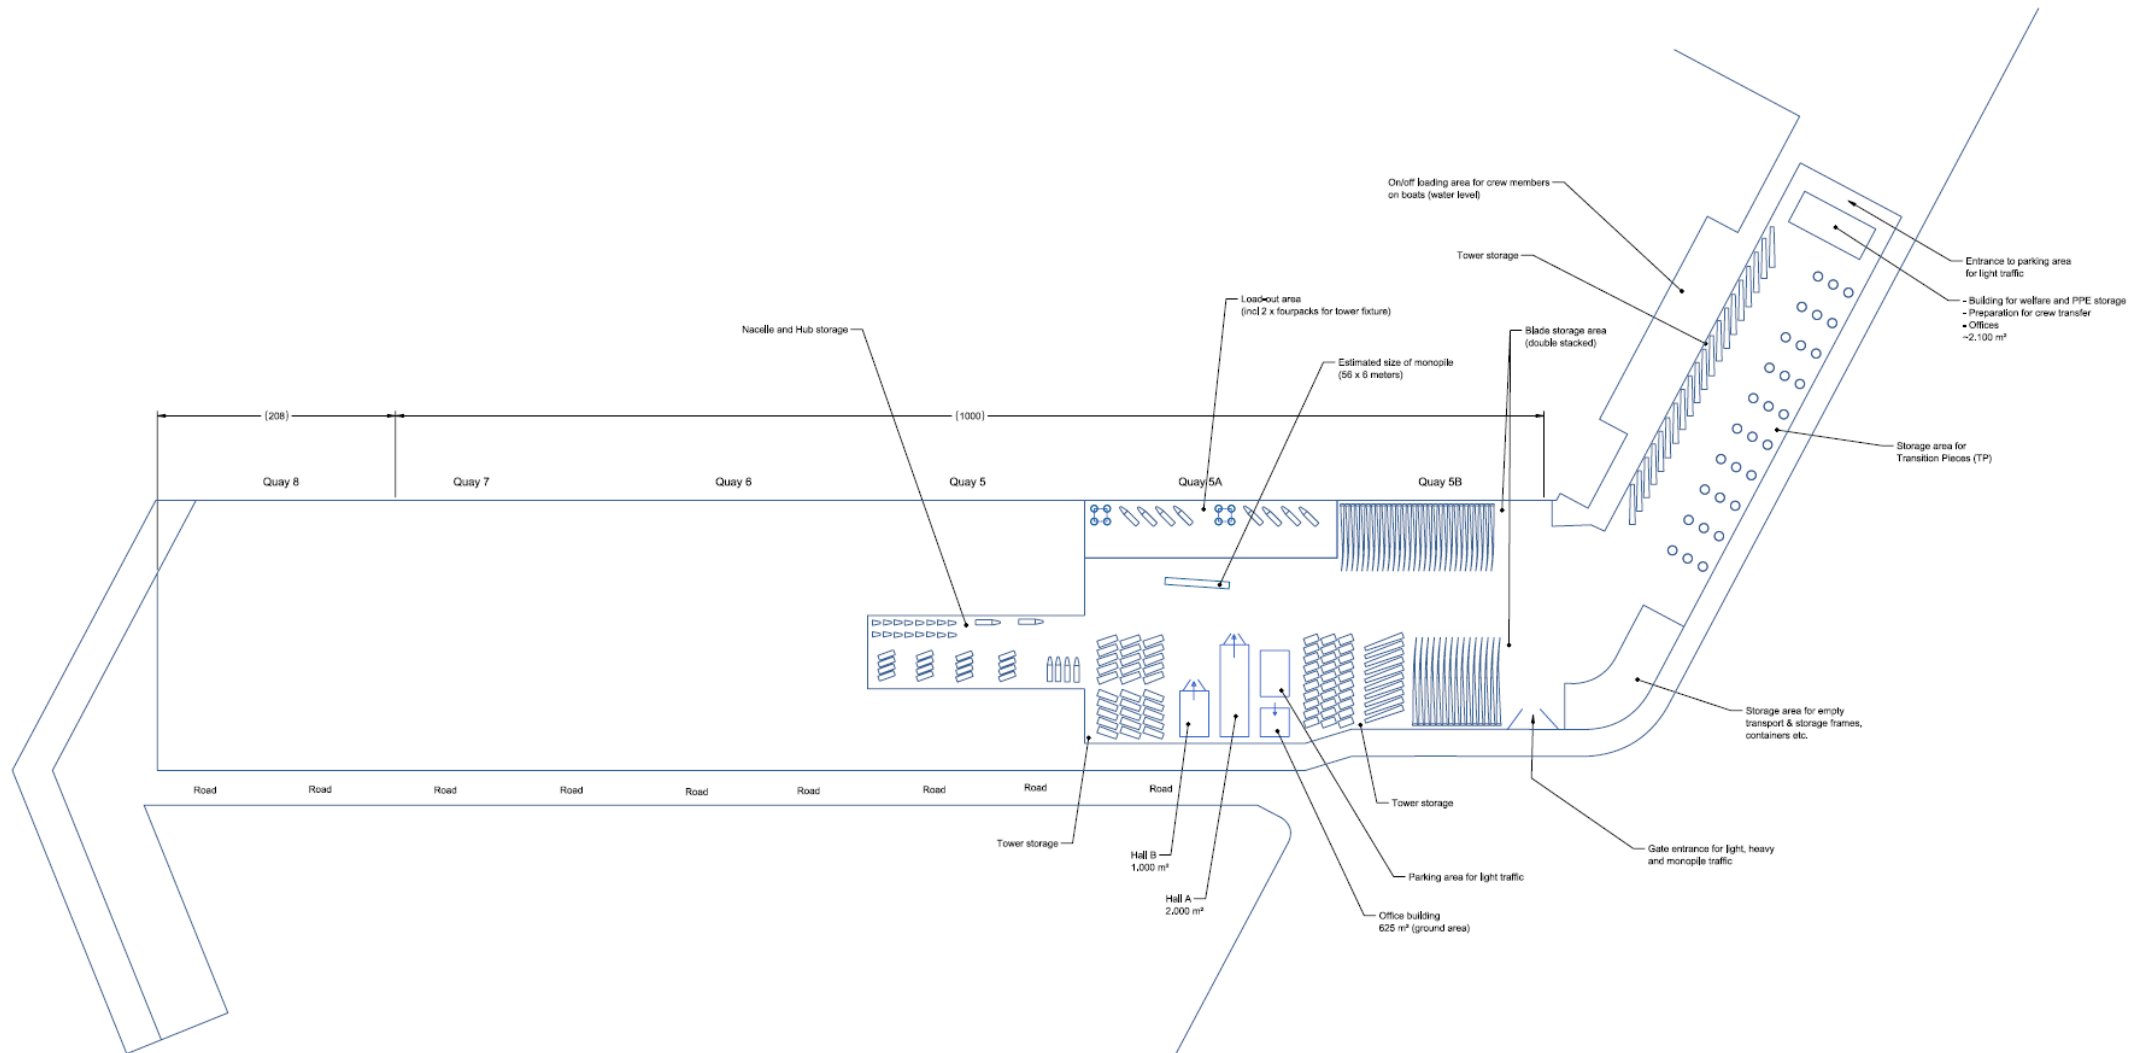 On/off loading area for crew members
on boats (water level)
Tower storage
Entrance to parking area
for light traffic
- Building for welfare and PPE storage
- Preparation for crew transfer
- Offices
~2.100 m²
Load-out area
(incl 2 x fourpacks for tower fixture)
Nacelle and Hub storage
Blade storage area
(double stacked)
Estimated size of monopile
(56 x 6 meters)
(208)
(1000)
Storage area for
Transition Pieces (TP)
Quay 8
Quay 7
Quay 6
Quay 5
Quay 5A
Quay 5B
Storage area for empty
transport & storage frames,
containers etc.
Road
Road
Road
Road
Road
Road
Road
Road
Road
Tower storage
Tower storage
Hall B
1.000 m²
Gate entrance for light, heavy
and monopile traffic
Parking area for light traffic
Hall A
2.000 m²
Office building
625 m² (ground area)